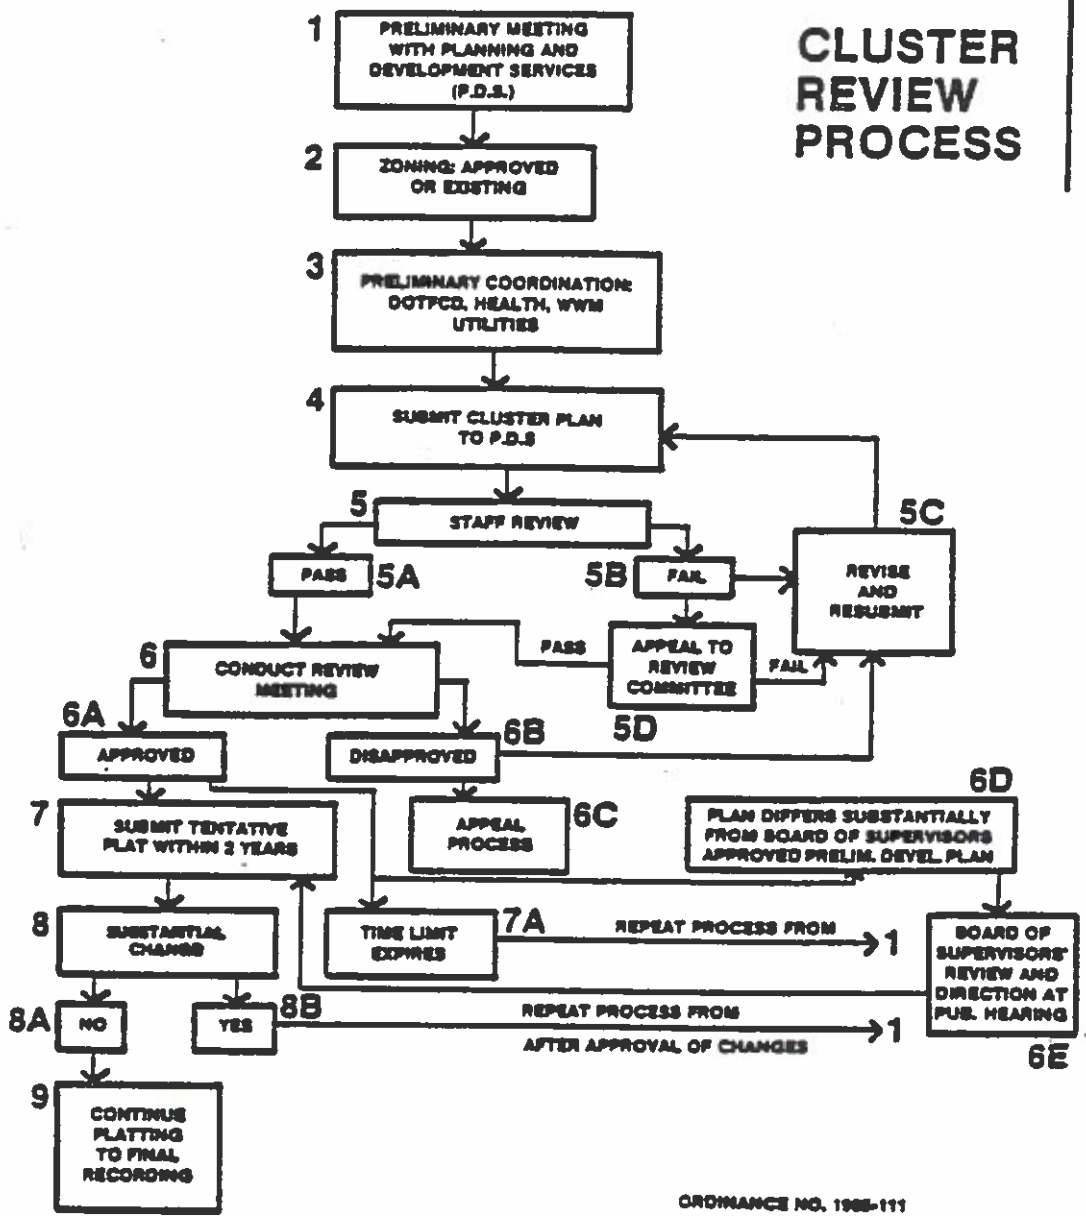 CLUSTER
REVIEW
PROCESS
1
PRELIMINARY MEETING
WITH PLANNING AND
DEVELOPMENT SERVICES
(P.D.S.)
2
ZONING: APPROVED
OR EXISTING
3
PRELIMINARY COORDINATION:
DOTFCD, HEALTH, WWM
UTILITIES
4
SUBMIT CLUSTER PLAN
TO P.D.S
5
STAFF REVIEW
5A
PASS
5B
FAIL
5C
REVISE
AND
RESUBMIT
PASS
APPEAL TO
REVIEW
COMMITTEE
5D
FAIL
6
CONDUCT REVIEW
MEETING
6A
APPROVED
6B
DISAPPROVED
6C
APPEAL
PROCESS
6D
PLAN DIFFERS SUBSTANTIALLY
FROM BOARD OF SUPERVISORS
APPROVED PRELIM. DEVEL. PLAN
7
SUBMIT TENTATIVE
PLAT WITHIN 2 YEARS
7A
TIME LIMIT
EXPIRES
REPEAT PROCESS FROM
1
BOARD OF
SUPERVISORS'
REVIEW AND
DIRECTION AT
PUB. HEARING
6E
8
SUBSTANTIAL
CHANGE
8A
NO
8B
YES
REPEAT PROCESS FROM
1
AFTER APPROVAL OF CHANGES
9
CONTINUE
PLATTING
TO FINAL
RECORDING
ORDINANCE NO.